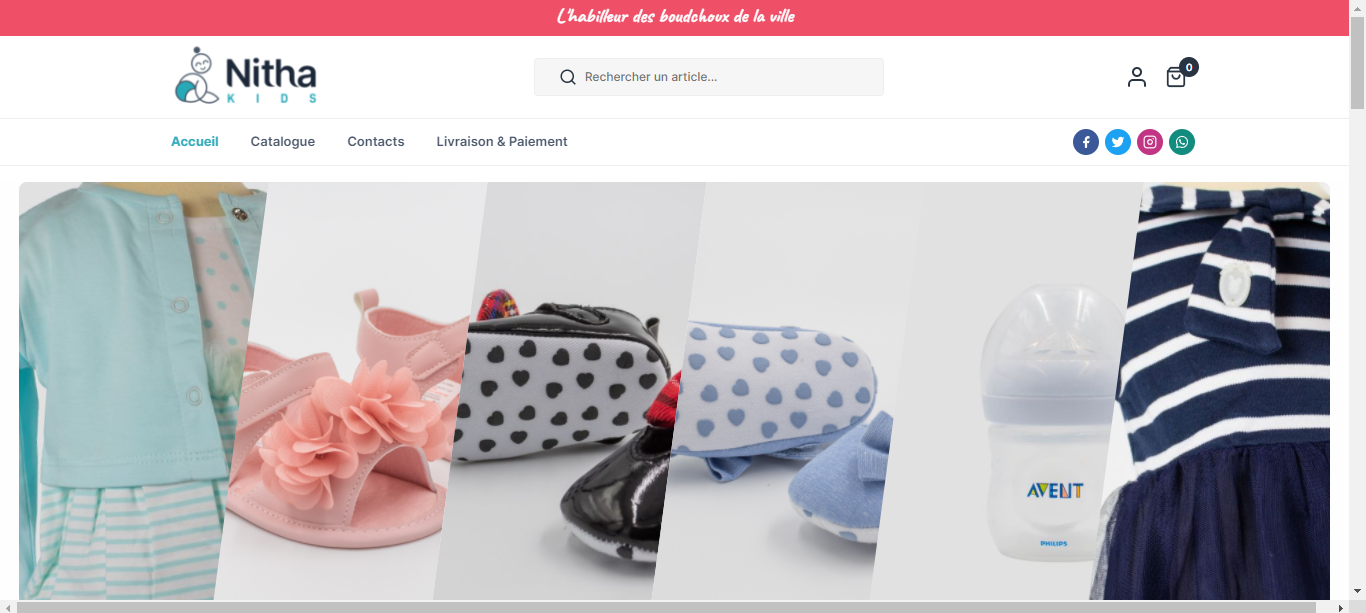 L'habilleur des boudchoux de la ville
Nitha
KIDS
Rechercher un article...
0
Accueil
Catalogue
Contacts
Livraison & Paiement
AVENT
PHILIPS